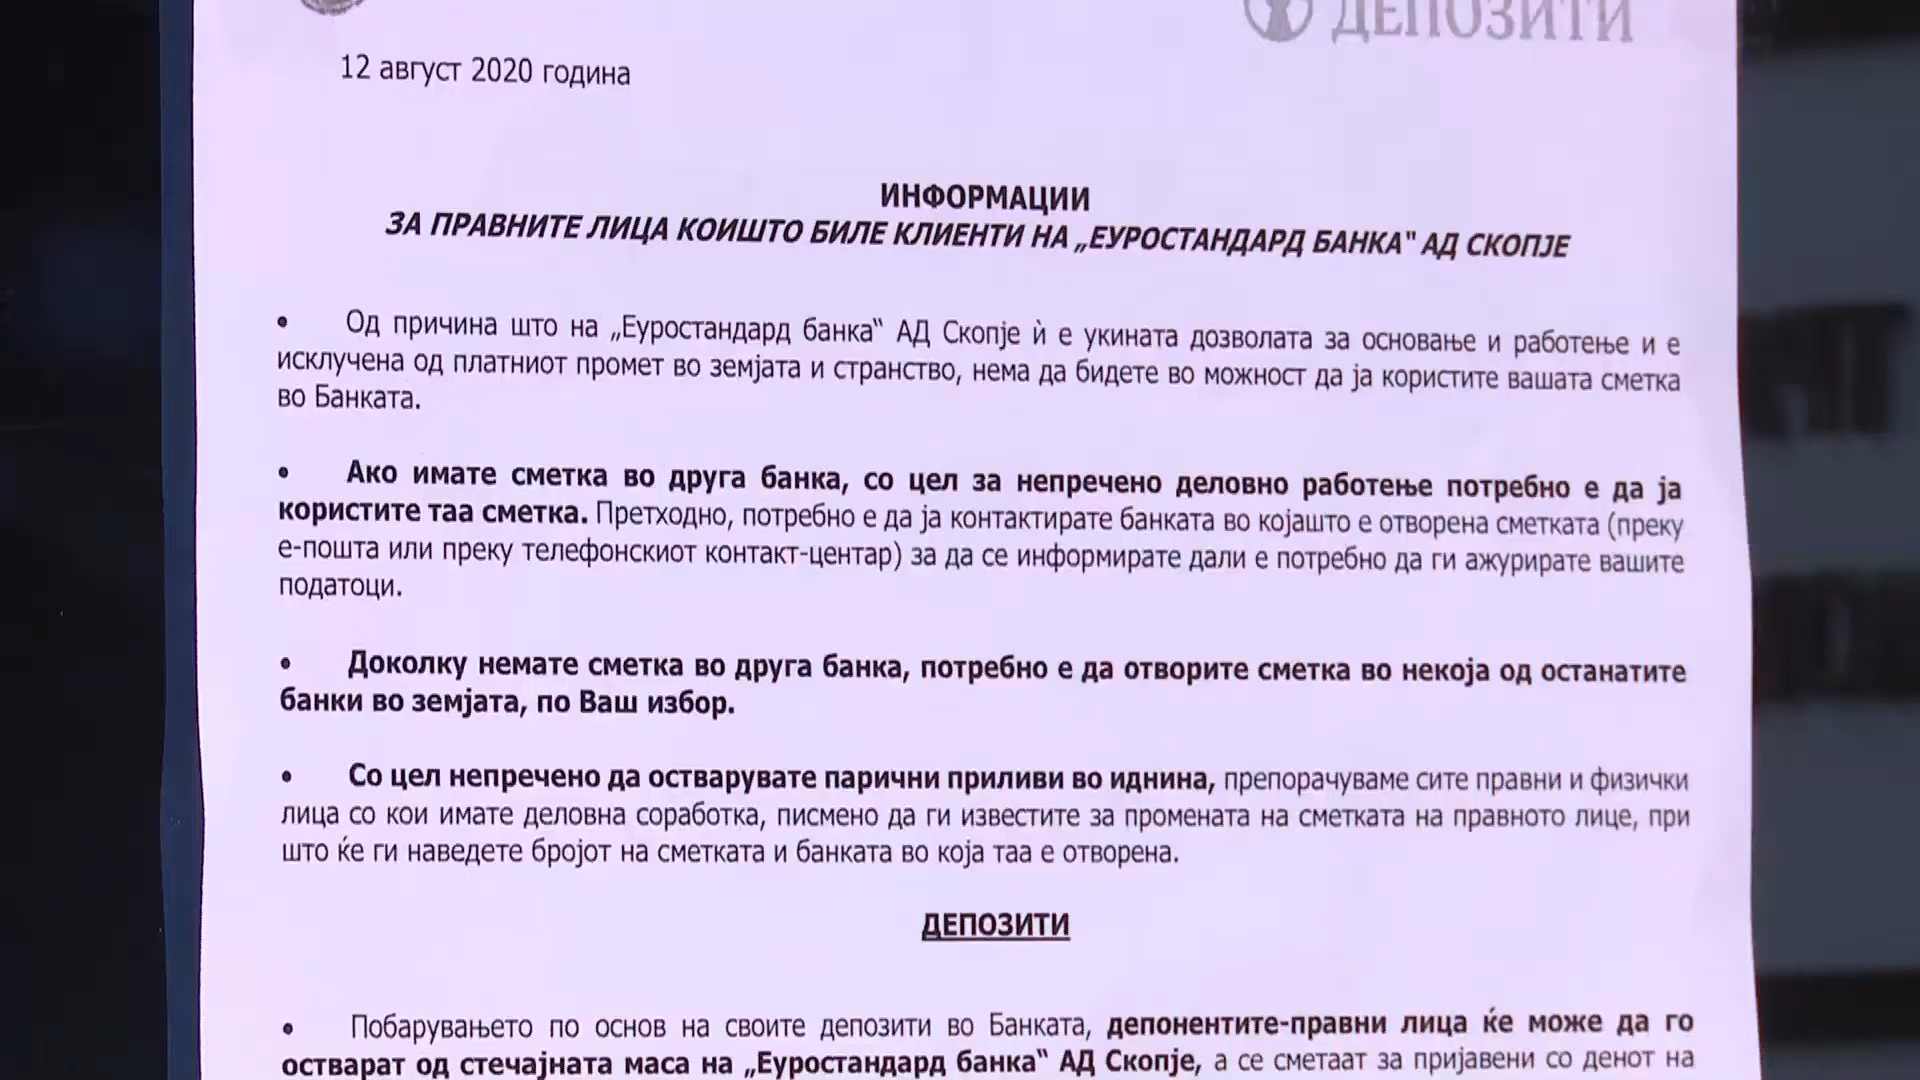 ДЕПОЗИТИ
12 август 2020 година
ИНФОРМАЦИИ
ЗА ПРАВНИТЕ ЛИЦА КОИШТО БИЛЕ КЛИЕНТИ НА „ЕУРОСТАНДАРД БАНКА" АД СКОПЈЕ
• Од причина што на „Еуростандард банка“ АД Скопје ѝ е укината дозволата за основање и работење и е
исклучена од платниот промет во земјата и странство, нема да бидете во можност да ја користите вашата сметка
во Банката.
• Ако имате сметка во друга банка, со цел за непречено деловно работење потребно е да ја
користите таа сметка. Претходно, потребно е да ја контактирате банката во којашто е отворена сметката (преку
е-пошта или преку телефонскиот контакт-центар) за да се информирате дали е потребно да ги ажурирате вашите
податоци.
• Доколку немате сметка во друга банка, потребно е да отворите сметка во некоја од останатите
банки во земјата, по Ваш избор.
• Со цел непречено да остварувате парични приливи во иднина, препорачуваме сите правни и физички
лица со кои имате деловна соработка, писмено да ги известите за промената на сметката на правното лице, при
што ќе ги наведете бројот на сметката и банката во која таа е отворена.
ДЕПОЗИТИ
• Побарувањето по основ на своите депозити во Банката, депонентите-правни лица ќе може да го
остварат од стечајната маса на „Еуростандард банка“ АД Скопје, а се сметаат за пријавени со денот на